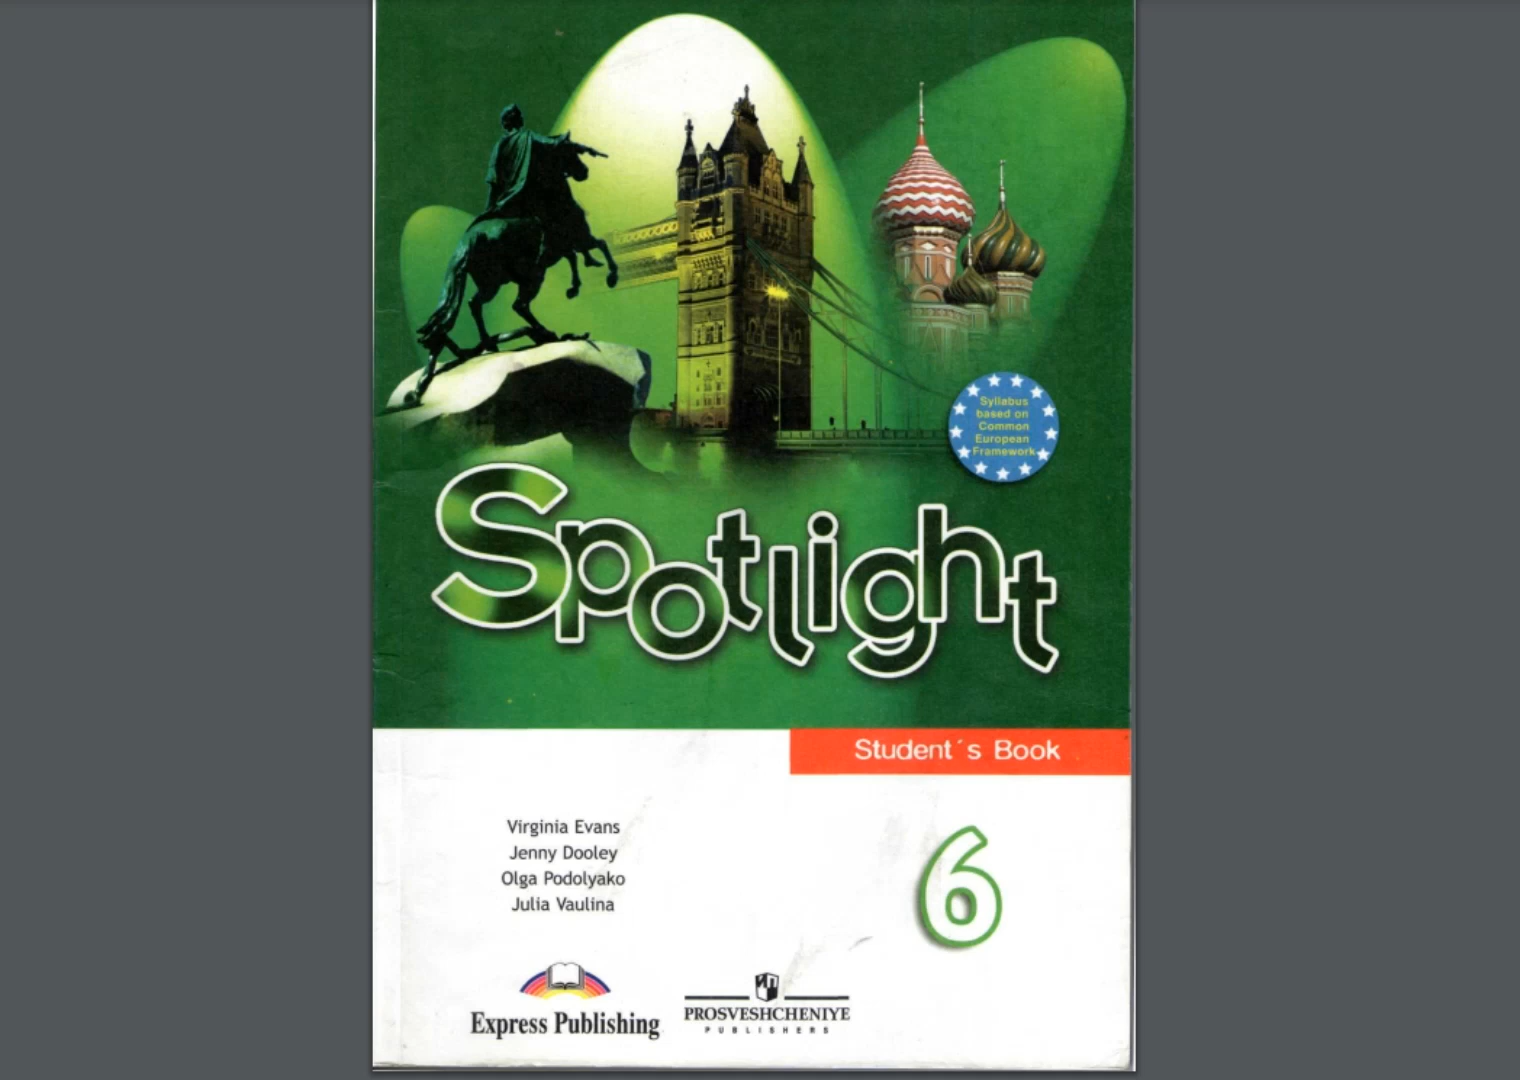 Syllabus
based on
Common
European
Framework
Spotlight
Student´s Book
Virginia Evans
Jenny Dooley
Olga Podolyako
Julia Vaulina
6
Express Publishing
ИП
PROSVESHCHENIYE
PUBLISHERS